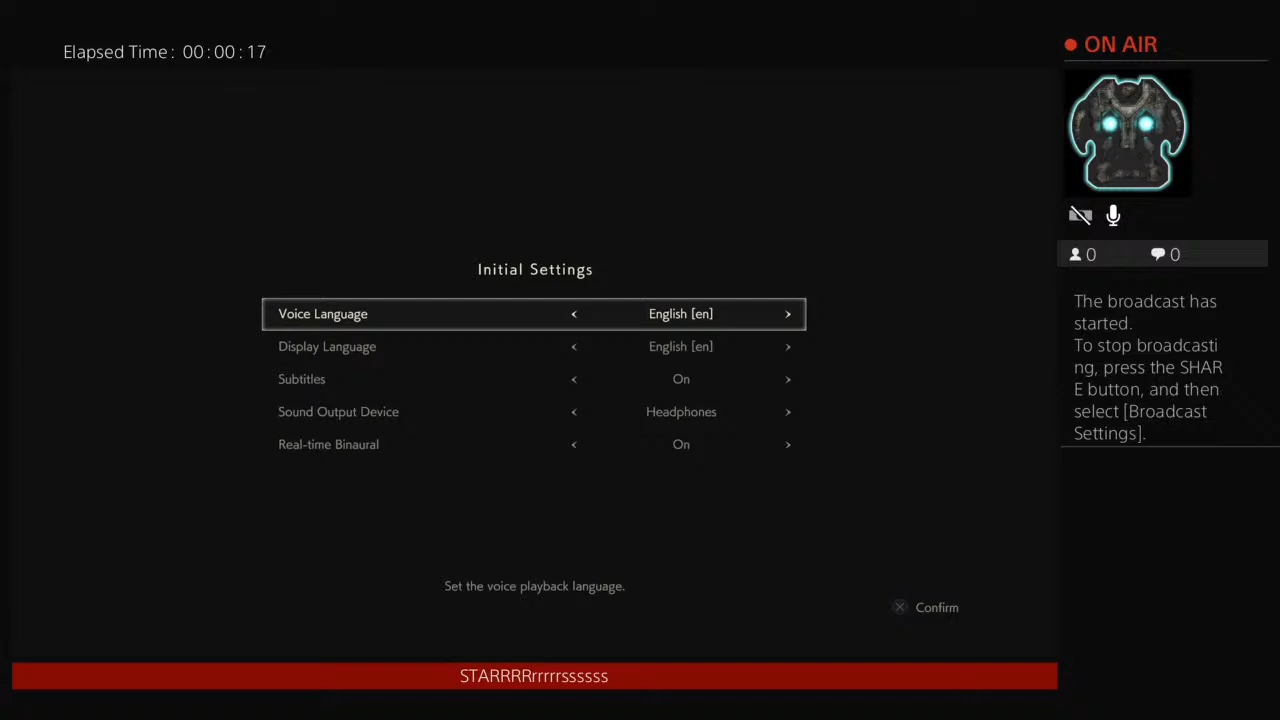 Elapsed Time: 00:00:17
ON AIR
0 0
The broadcast has
started.
To stop broadcasti
ng, press the SHAR
E button, and then
select [Broadcast
Settings].
Initial Settings
Voice Language < English [en] >
Display Language < English [en] >
Subtitles < On >
Sound Output Device < Headphones >
Real-time Binaural < On >
Set the voice playback language.
Confirm
STARRRRrrrrrssssss